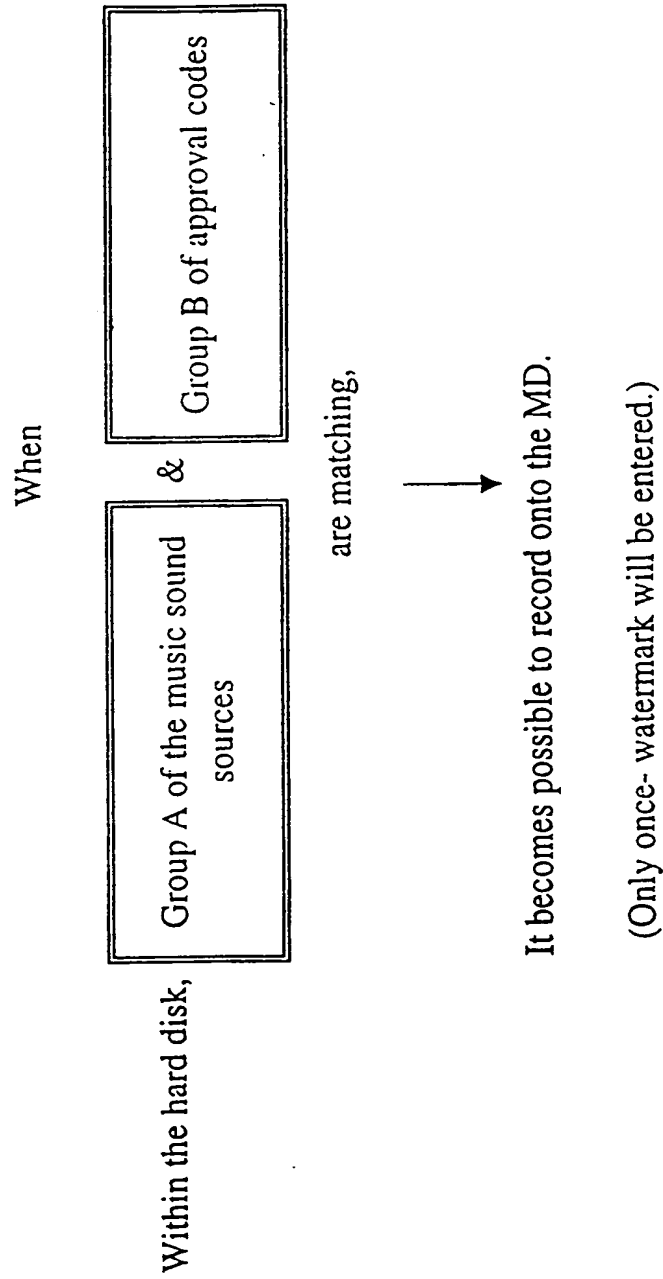 When
Within the hard disk,
Group A of the music sound
sources
&
Group B of approval codes
are matching,
It becomes possible to record onto the MD.
(Only once- watermark will be entered.)